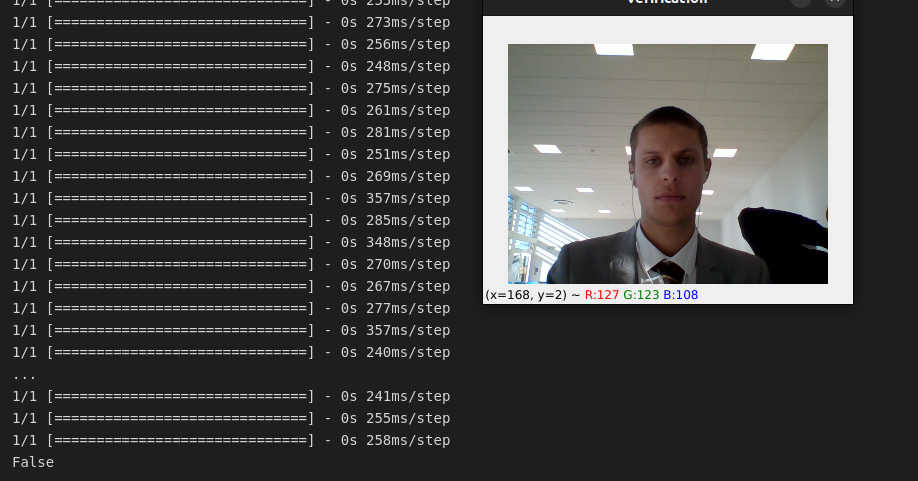 1/1 [==============================] - 0s 255ms/step
1/1 [==============================] - 0s 273ms/step
1/1 [==============================] - 0s 256ms/step
1/1 [==============================] - 0s 248ms/step
1/1 [==============================] - 0s 275ms/step
1/1 [==============================] - 0s 261ms/step
1/1 [==============================] - 0s 281ms/step
1/1 [==============================] - 0s 251ms/step
1/1 [==============================] - 0s 269ms/step
1/1 [==============================] - 0s 357ms/step
1/1 [==============================] - 0s 285ms/step
1/1 [==============================] - 0s 348ms/step
1/1 [==============================] - 0s 270ms/step
1/1 [==============================] - 0s 267ms/step
1/1 [==============================] - 0s 277ms/step
1/1 [==============================] - 0s 357ms/step
1/1 [==============================] - 0s 240ms/step
...
1/1 [==============================] - 0s 241ms/step
1/1 [==============================] - 0s 255ms/step
1/1 [==============================] - 0s 258ms/step
False
Verification
(x=168, y=2) ~ R:127 G:123 B:108